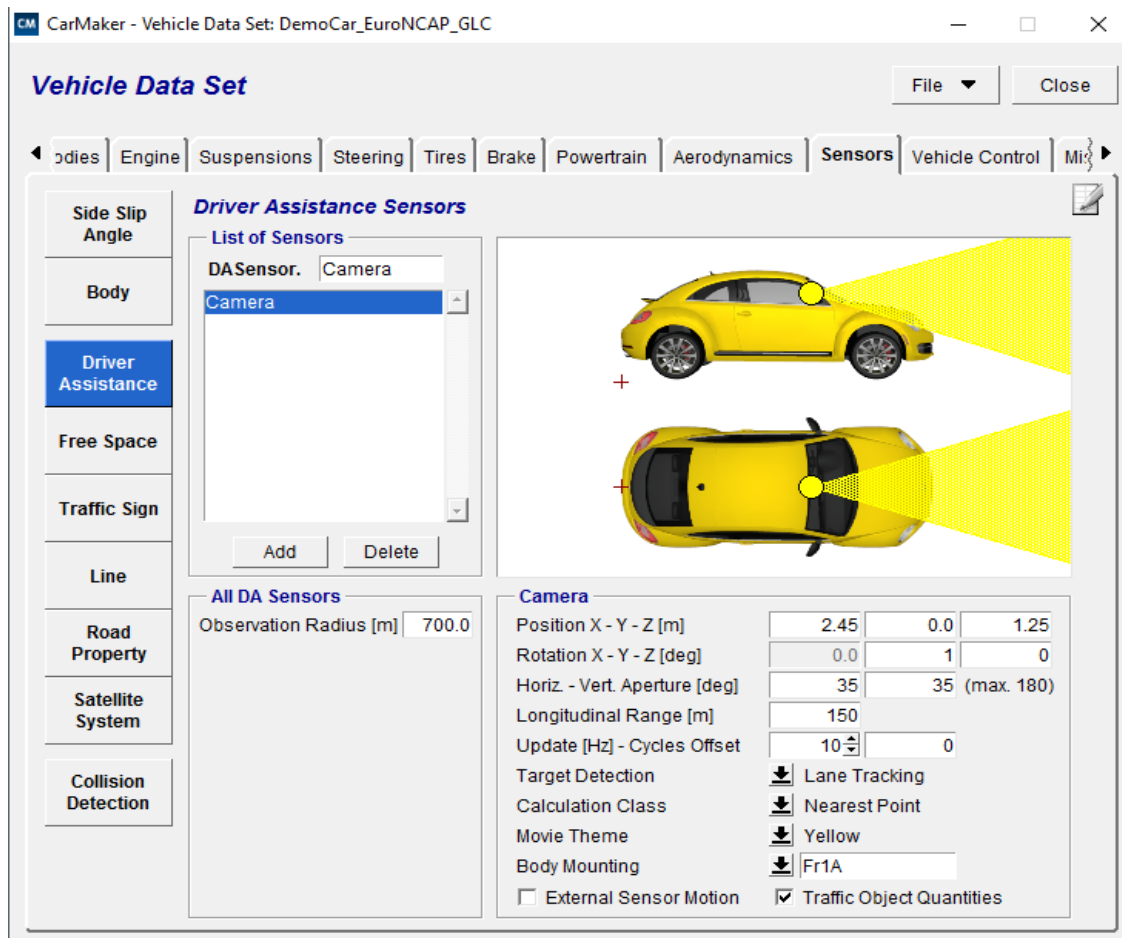 CM CarMaker - Vehicle Data Set: DemoCar_EuroNCAP_GLC
Vehicle Data Set
File
Close
odies Engine Suspensions Steering Tires Brake Powertrain Aerodynamics Sensors Vehicle Control Mis
Side Slip
Angle
Body
Driver
Assistance
Free Space
Traffic Sign
Line
Road
Property
Satellite
System
Collision
Detection
Driver Assistance Sensors
List of Sensors
DASensor. Camera
Camera
Add Delete
All DA Sensors
Observation Radius [m] 700.0
Camera
Position X - Y - Z [m] 2.45 0.0 1.25
Rotation X - Y - Z [deg] 0.0 1 0
Horiz. - Vert. Aperture [deg] 35 35 (max. 180)
Longitudinal Range [m] 150
Update [Hz] - Cycles Offset 10 0
Target Detection Lane Tracking
Calculation Class Nearest Point
Movie Theme Yellow
Body Mounting Fr1A
External Sensor Motion Traffic Object Quantities